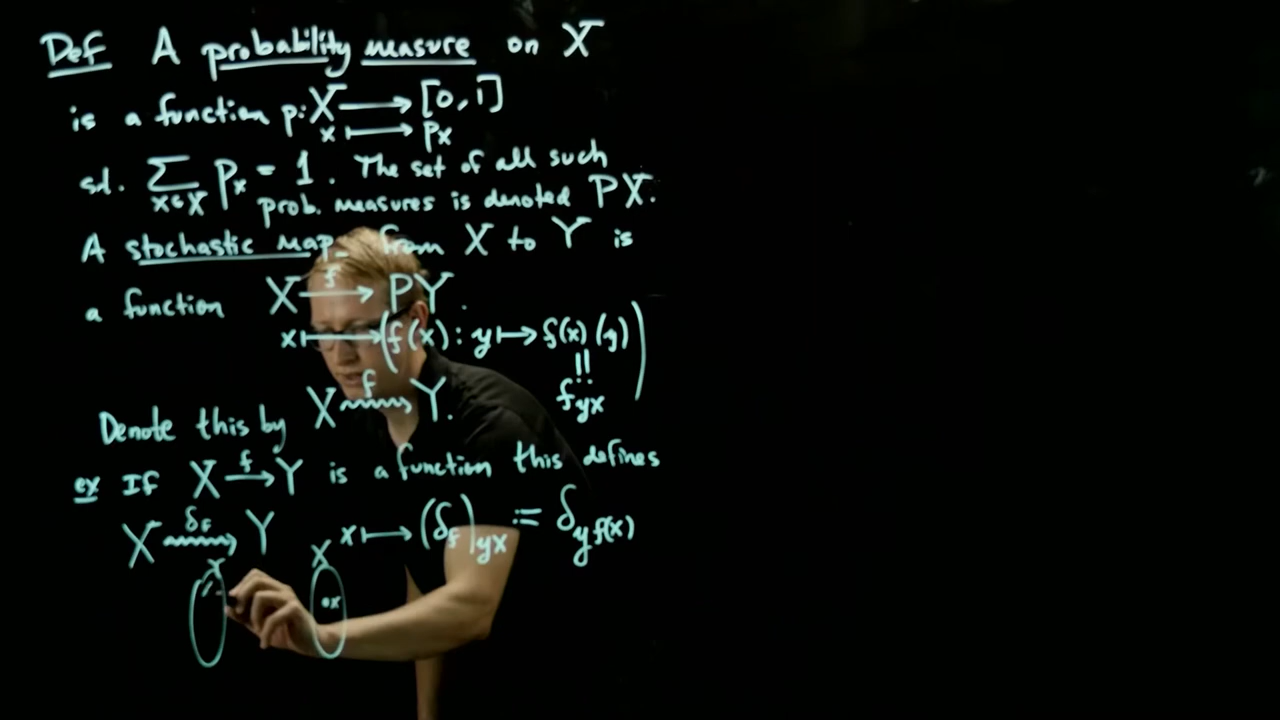 Def A probability measure on X
is a function p: X ⟶ [0,1]
x ⟼ px
s.t. ∑x∈X px = 1. The set of all such
prob. measures is denoted PX.
A stochastic map from X to Y is
a function X f⟶ PY.
x ⟼ (f(x): y ⟼ f(x)(y))
=: fyx
Denote this by X f⇝ Y.
ex If X f⟶ Y is a function this defines
X δf⇝ Y x ⟼ (δf)yx := δy f(x)
X X
•x